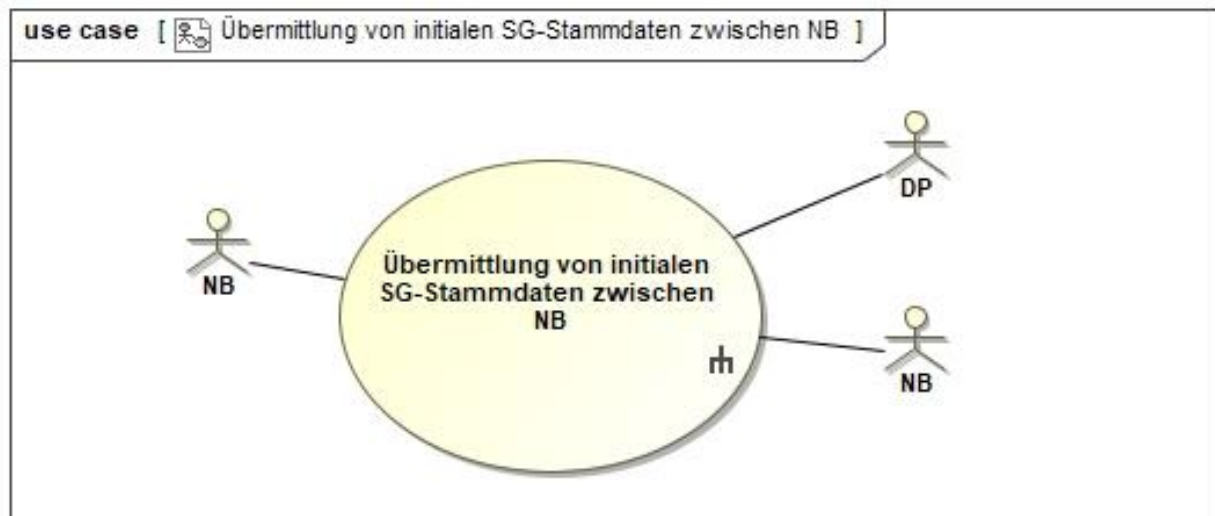 use case [ Übermittlung von initialen SG-Stammdaten zwischen NB ]
DP
NB
Übermittlung von initialen
SG-Stammdaten zwischen
NB
NB